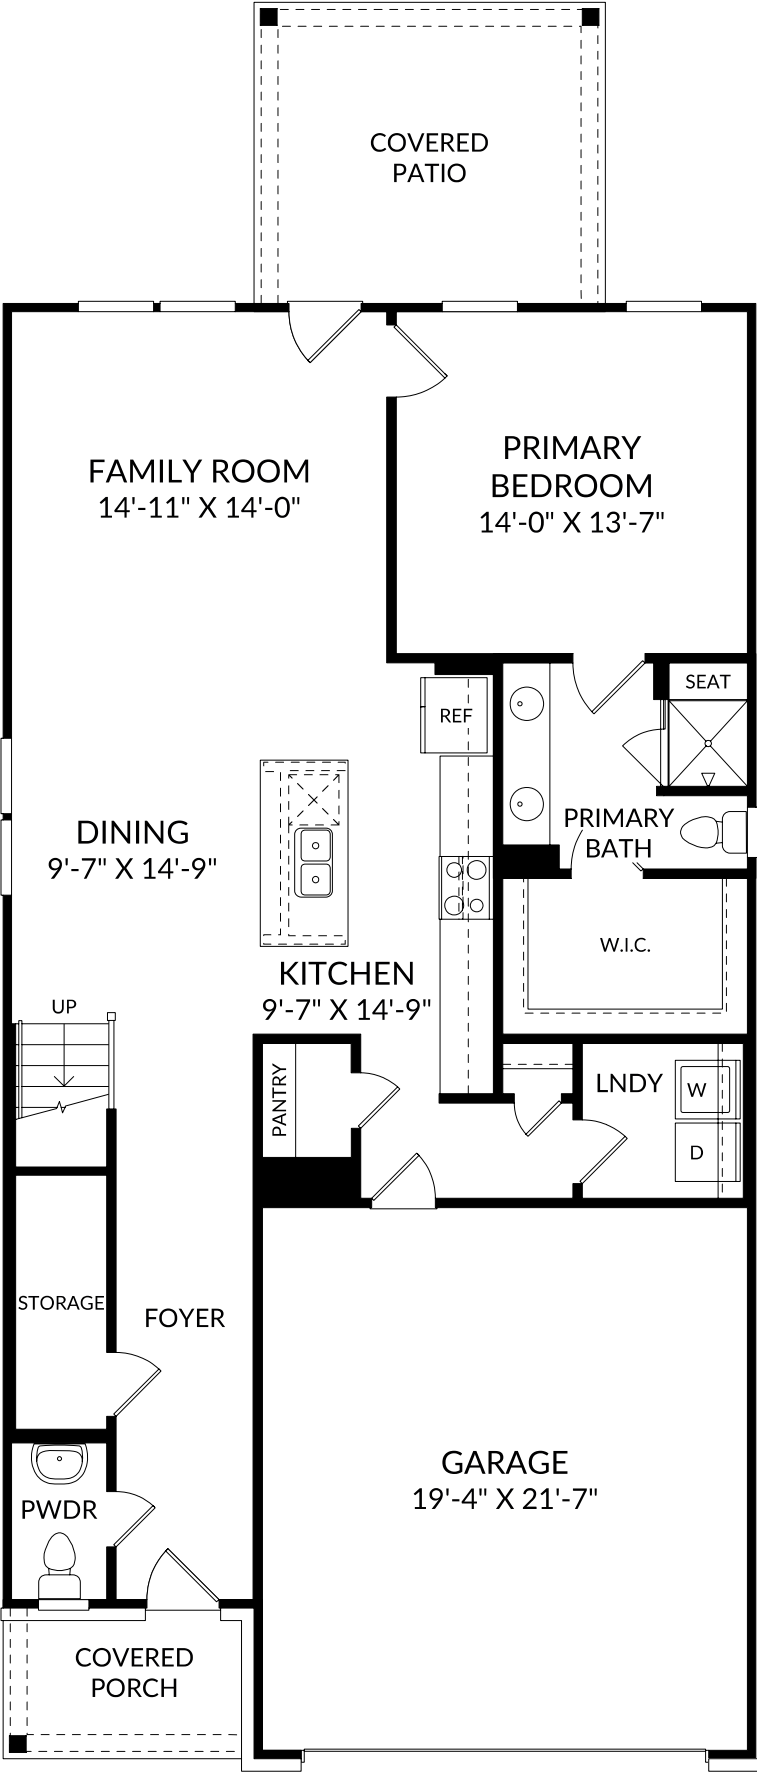 COVERED
PATIO
FAMILY ROOM
14'-11" X 14'-0"
PRIMARY
BEDROOM
14'-0" X 13'-7"
SEAT
REF
DINING
9'-7" X 14'-9"
PRIMARY
BATH
W.I.C.
KITCHEN
9'-7" X 14'-9"
UP
PANTRY
LNDY
W
D
STORAGE
FOYER
GARAGE
19'-4" X 21'-7"
PWDR
COVERED
PORCH